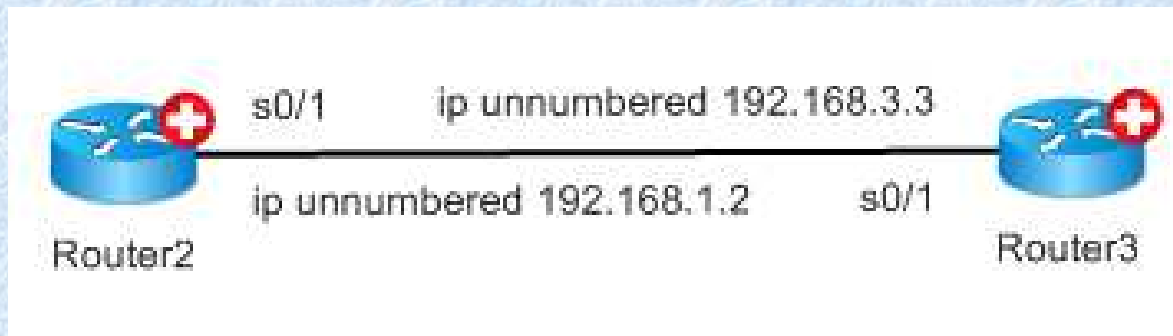 s0/1 ip unnumbered 192.168.3.3
ip unnumbered 192.168.1.2 s0/1
Router2 Router3